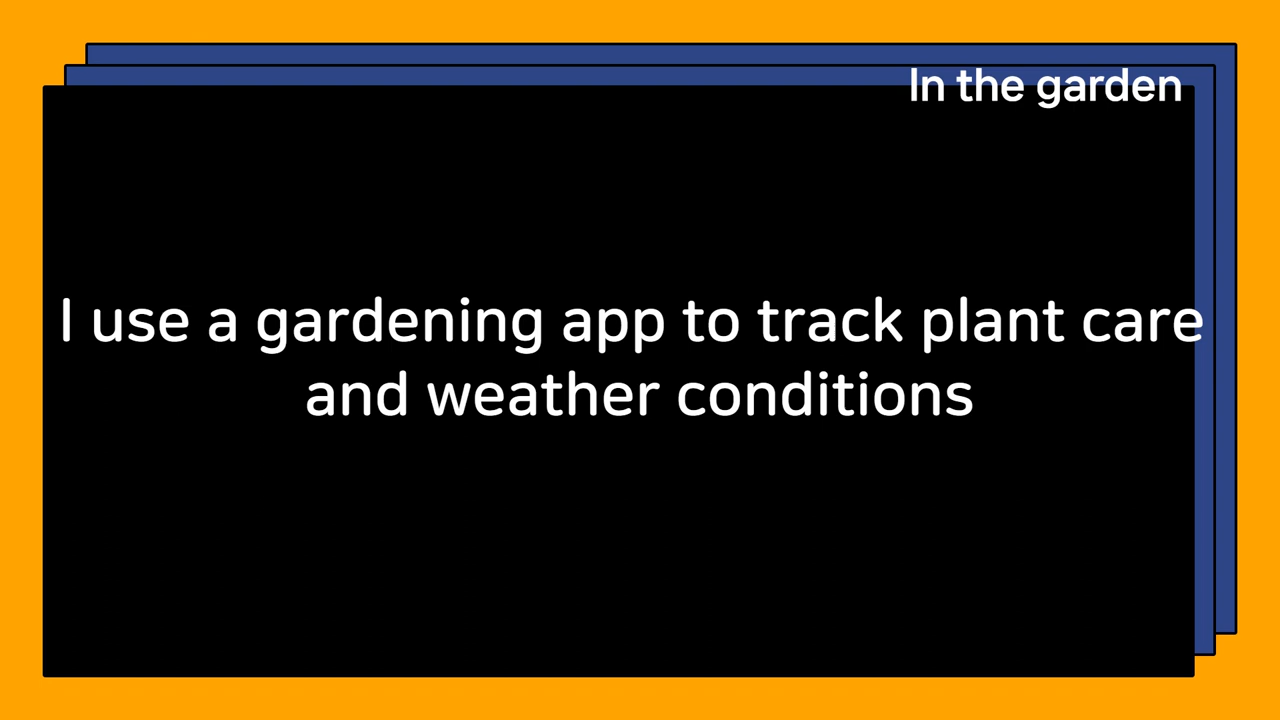 In the garden
I use a gardening app to track plant care
and weather conditions